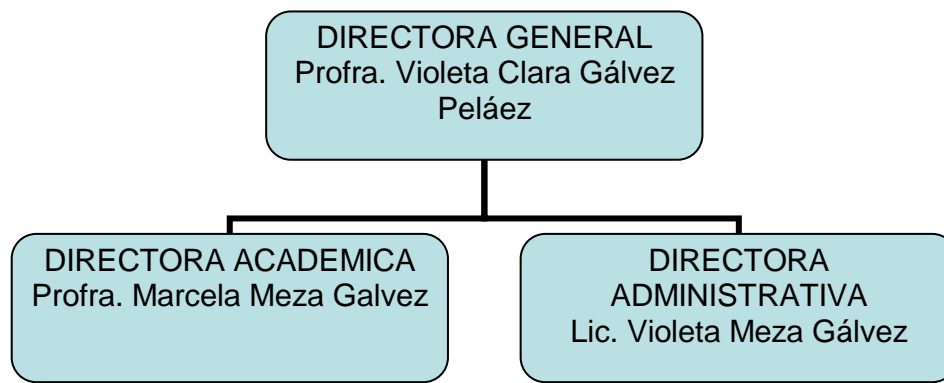 DIRECTORA GENERAL
Profra. Violeta Clara Gálvez
Peláez
DIRECTORA ACADEMICA
Profra. Marcela Meza Galvez
DIRECTORA
ADMINISTRATIVA
Lic. Violeta Meza Gálvez